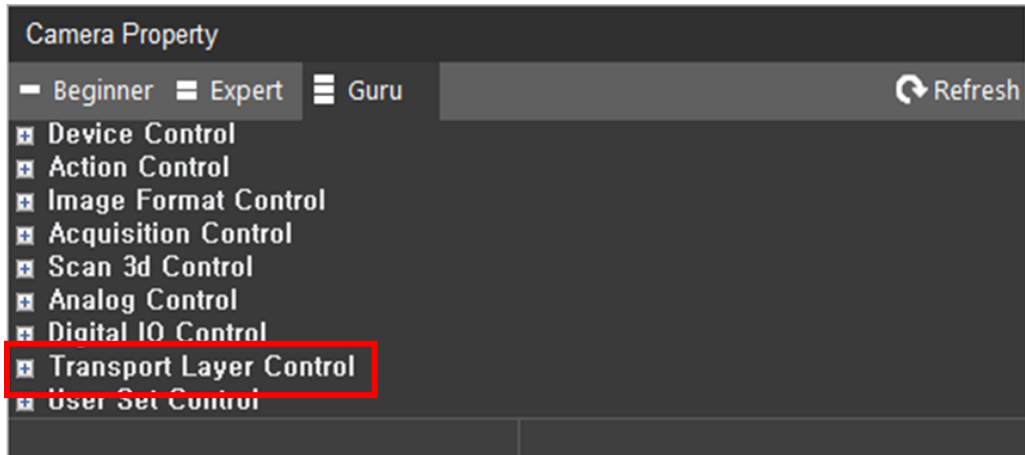 Camera Property
Beginner Expert Guru Refresh
Device Control
Action Control
Image Format Control
Acquisition Control
Scan 3d Control
Analog Control
Digital IO Control
Transport Layer Control
User Set Control